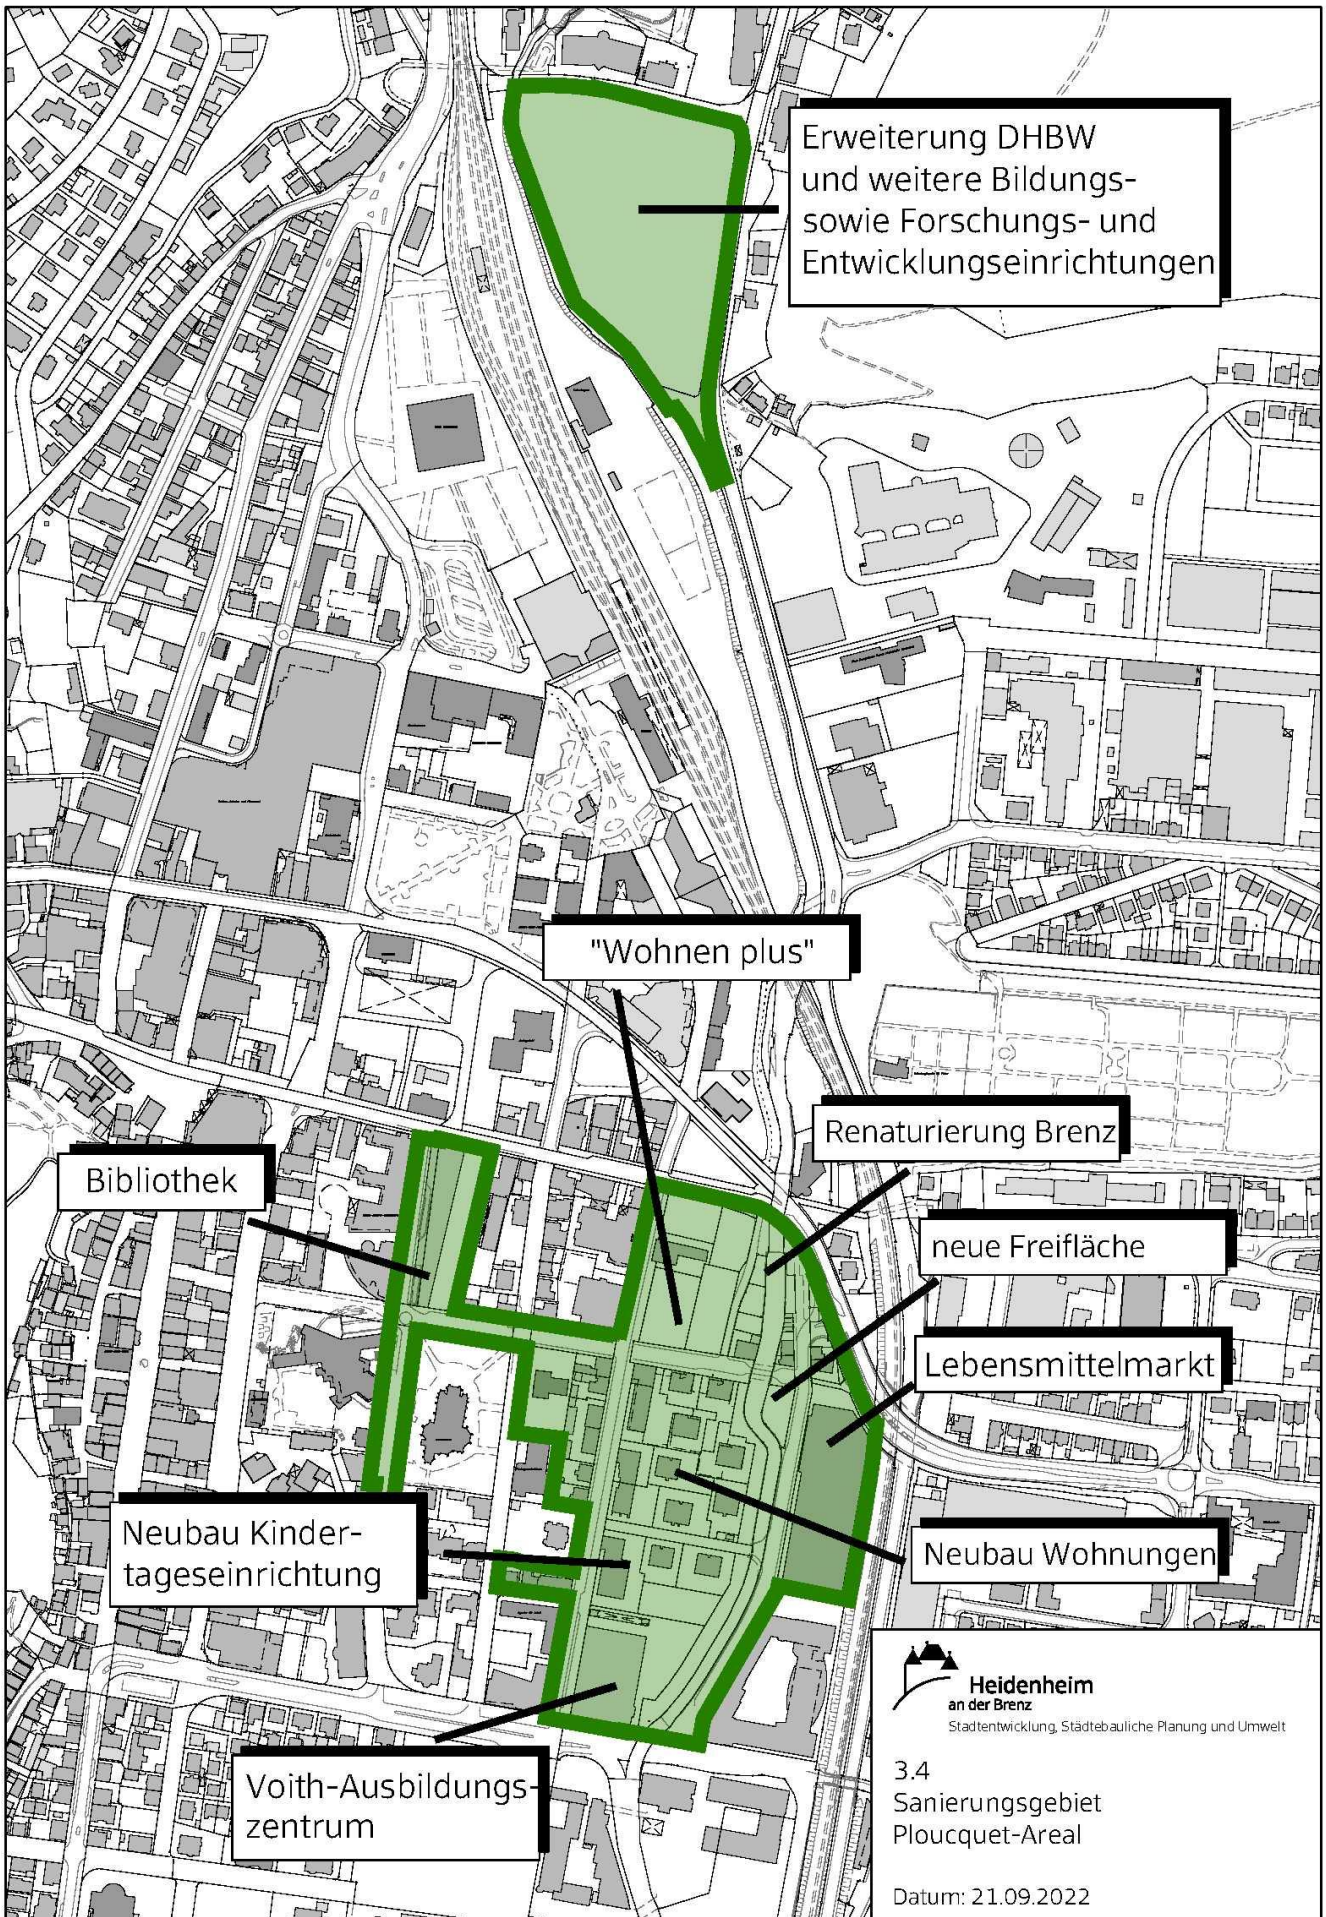 Erweiterung DHBW
und weitere Bildungs-
sowie Forschungs- und
Entwicklungseinrichtungen
"Wohnen plus"
Renaturierung Brenz
Bibliothek
neue Freifläche
Lebensmittelmarkt
Neubau Kinder-
tageseinrichtung
Neubau Wohnungen
Voith-Ausbildungs-
zentrum
Heidenheim
an der Brenz
Stadtentwicklung, Städtebauliche Planung und Umwelt
3.4
Sanierungsgebiet
Ploucquet-Areal
Datum: 21.09.2022